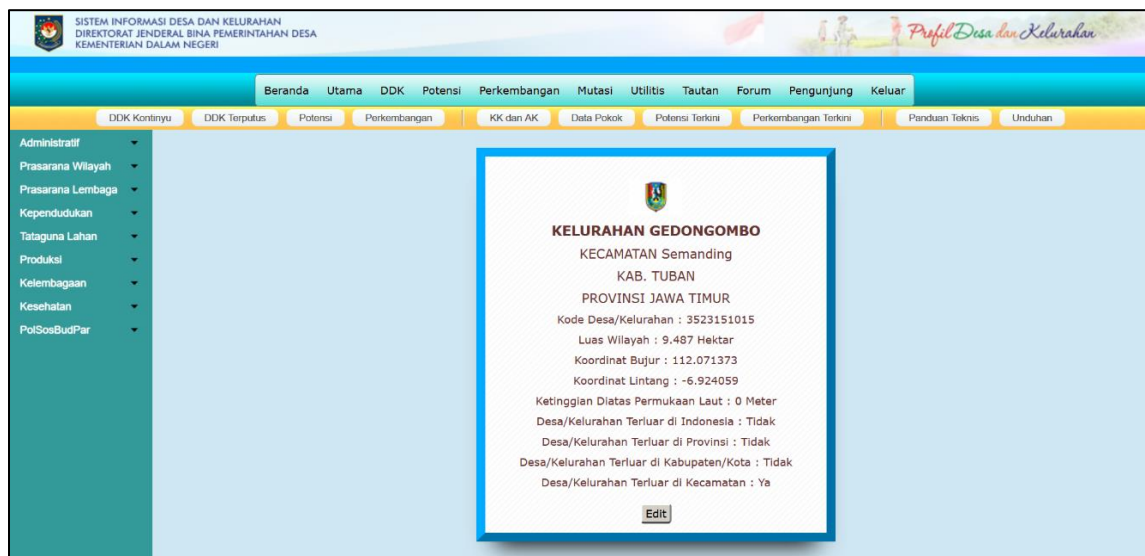 SISTEM INFORMASI DESA DAN KELURAHAN
DIREKTORAT JENDERAL BINA PEMERINTAHAN DESA
KEMENTERIAN DALAM NEGERI
Profil Desa dan Kelurahan
Beranda Utama DDK Potensi Perkembangan Mutasi Utilitis Tautan Forum Pengunjung Keluar
DDK Kontinyu DDK Terputus Potensi Perkembangan KK dan AK Data Pokok Potensi Terkini Perkembangan Terkini Panduan Teknis Unduhan
Administratif
Prasarana Wilayah
Prasarana Lembaga
Kependudukan
Tataguna Lahan
Produksi
Kelembagaan
Kesehatan
PolSosBudPar
KELURAHAN GEDONGOMBO
KECAMATAN Semanding
KAB. TUBAN
PROVINSI JAWA TIMUR
Kode Desa/Kelurahan : 3523151015
Luas Wilayah : 9.487 Hektar
Koordinat Bujur : 112.071373
Koordinat Lintang : -6.924059
Ketinggian Diatas Permukaan Laut : 0 Meter
Desa/Kelurahan Terluar di Indonesia : Tidak
Desa/Kelurahan Terluar di Provinsi : Tidak
Desa/Kelurahan Terluar di Kabupaten/Kota : Tidak
Desa/Kelurahan Terluar di Kecamatan : Ya
Edit